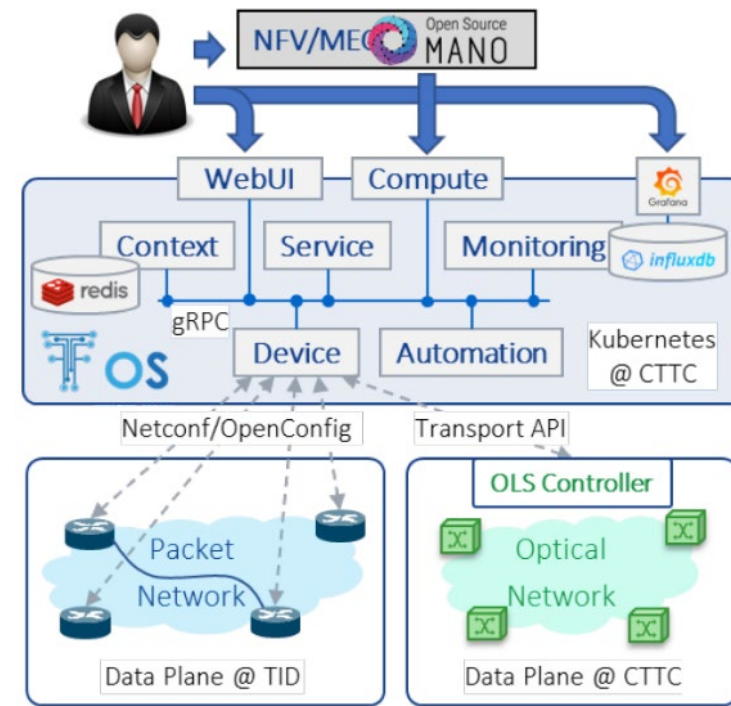 NFV/MEC
Open Source
MANO
WebUI
Compute
Grafana
Context
Service
Monitoring
influxdb
redis
gRPC
Device
Automation
Kubernetes
@ CTTC
TF OS
Netconf/OpenConfig
Transport API
OLS Controller
Packet
Network
Optical
Network
Data Plane @ TID
Data Plane @ CTTC